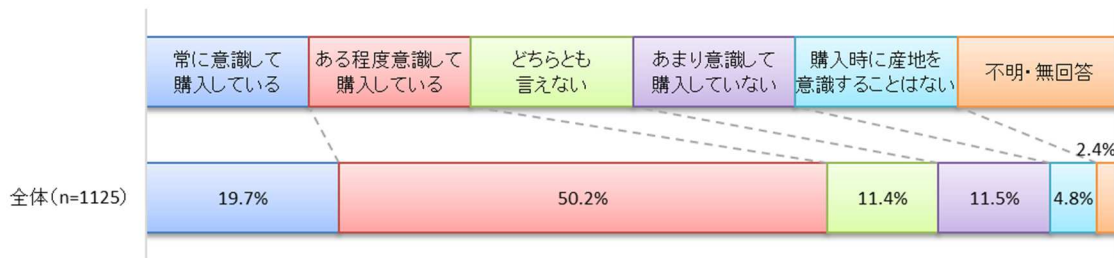 常に意識して
購入している
ある程度意識して
購入している
どちらとも
言えない
あまり意識して
購入していない
購入時に産地を
意識することはない
不明・無回答
2.4%
全体(n=1125)
19.7%
50.2%
11.4%
11.5%
4.8%